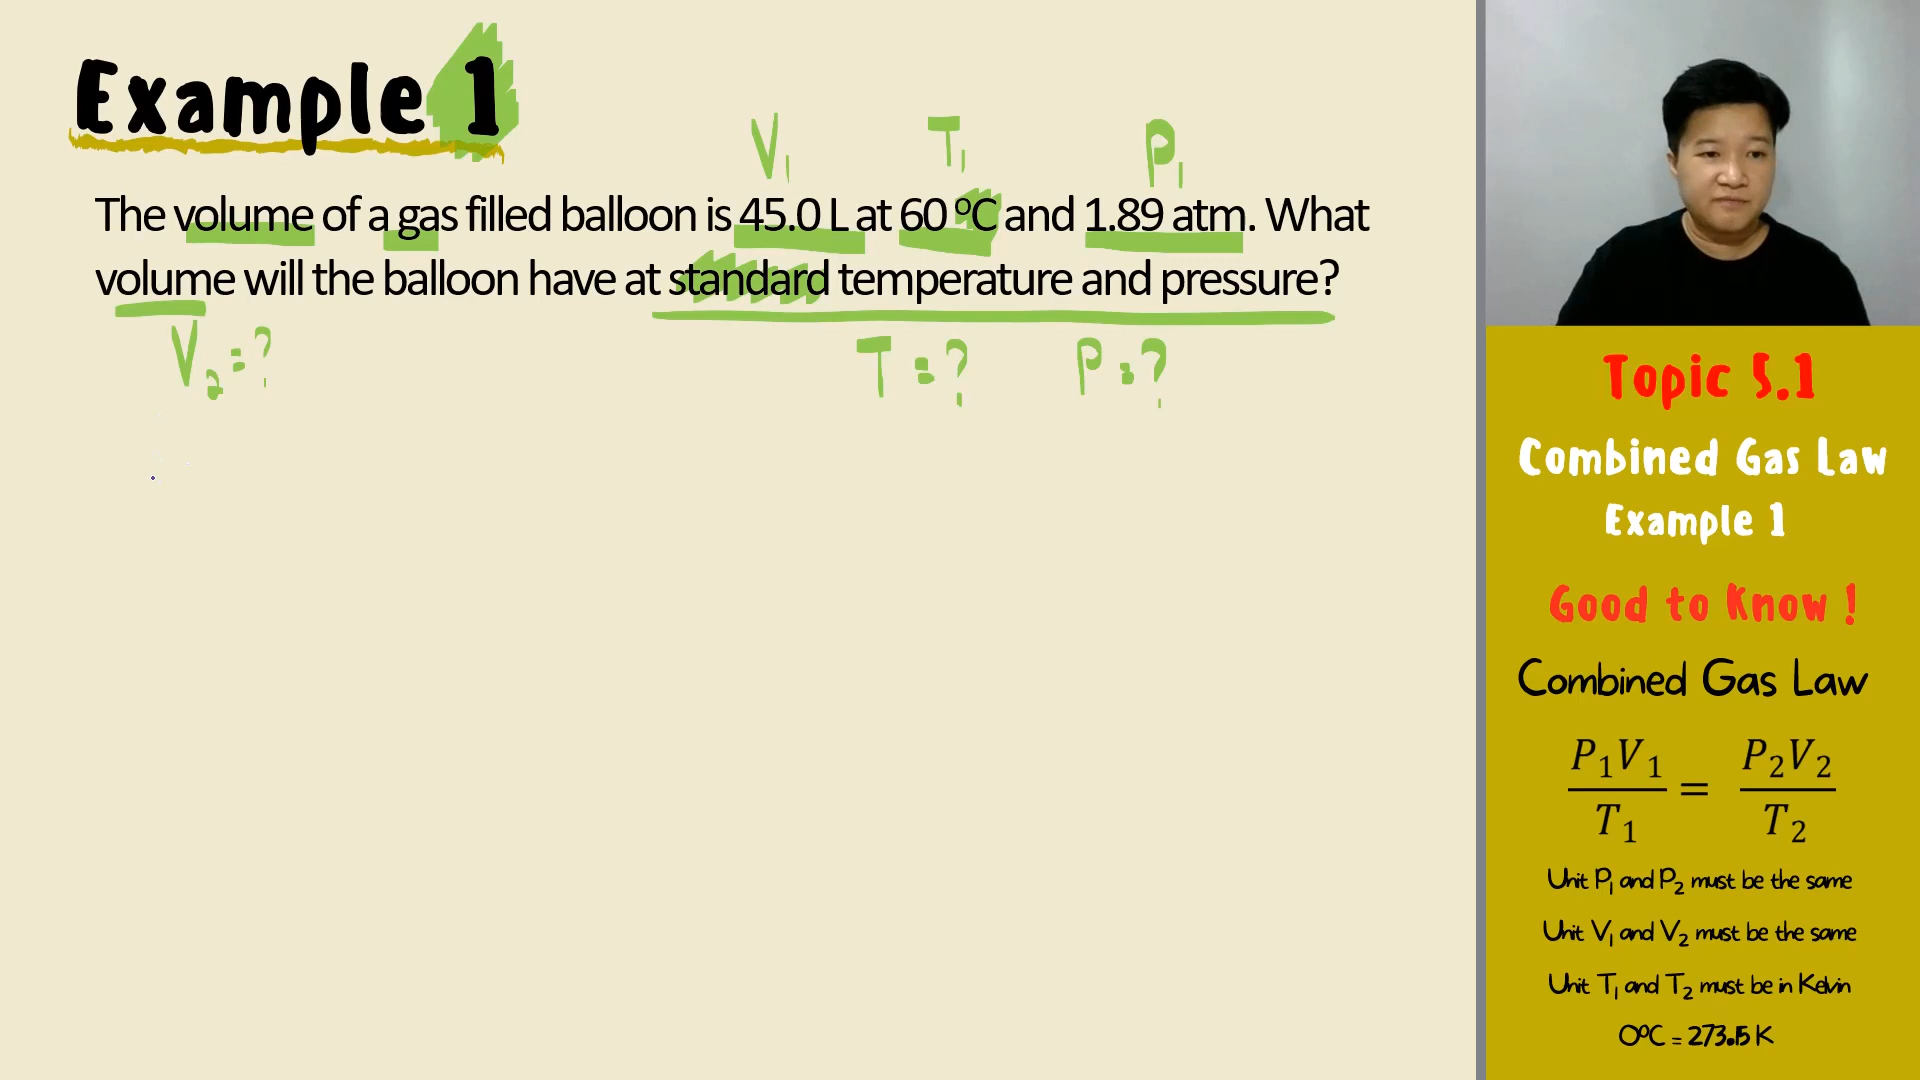 Example 1
V₁ T₁ P₁
The volume of a gas filled balloon is 45.0 L at 60 ºC and 1.89 atm. What
volume will the balloon have at standard temperature and pressure?
V₂ = ? T = ? P = ?
Topic 5.1
Combined Gas Law
Example 1
Good to Know !
Combined Gas Law
P₁V₁/T₁ = P₂V₂/T₂
Unit P₁ and P₂ must be the same
Unit V₁ and V₂ must be the same
Unit T₁ and T₂ must be in Kelvin
0ºC = 273.15 K